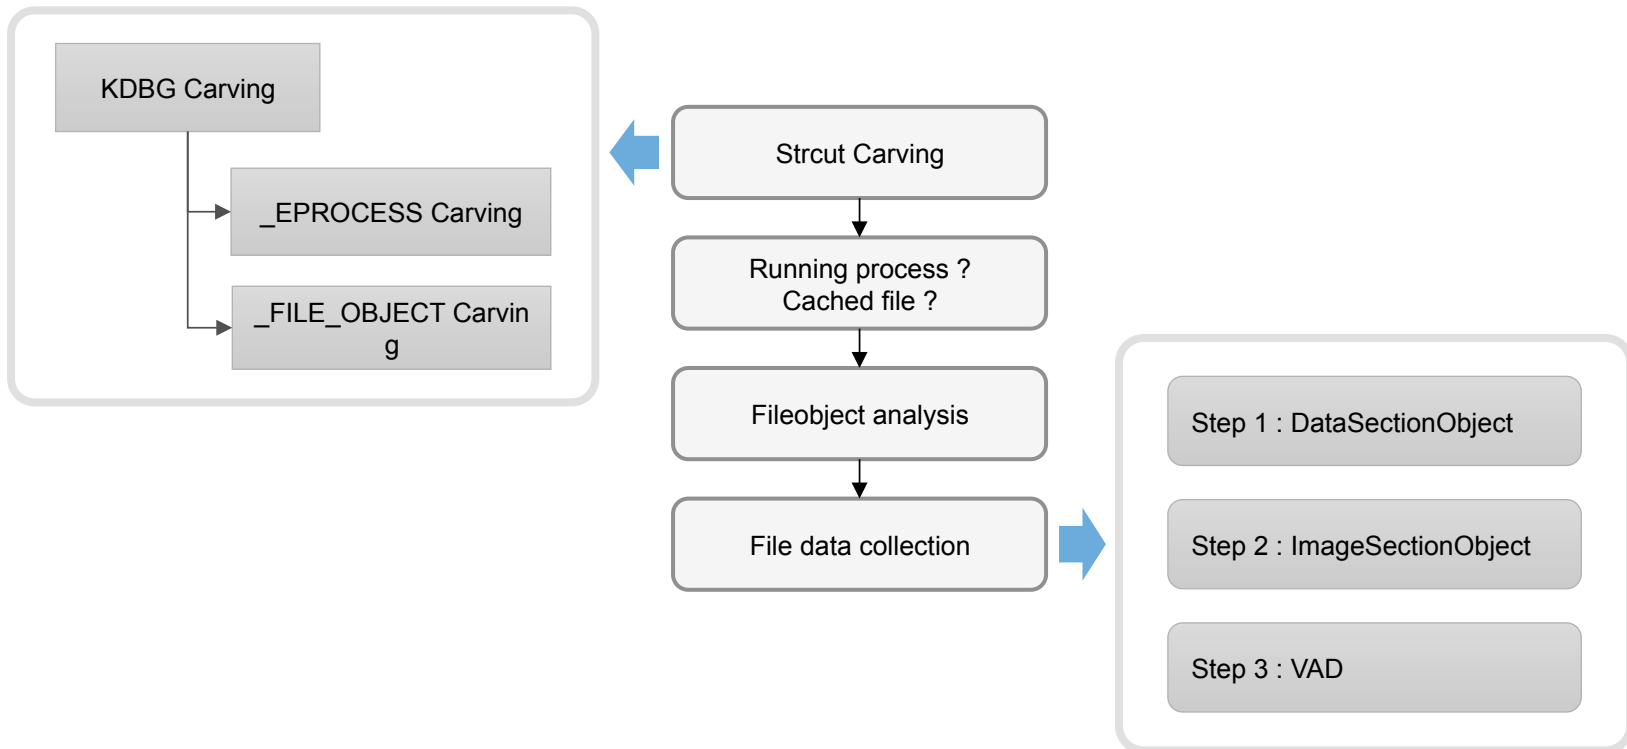 KDBG Carving
_EPROCESS Carving
_FILE_OBJECT Carvin
g
Strcut Carving
Running process ?
Cached file ?
Fileobject analysis
File data collection
Step 1 : DataSectionObject
Step 2 : ImageSectionObject
Step 3 : VAD